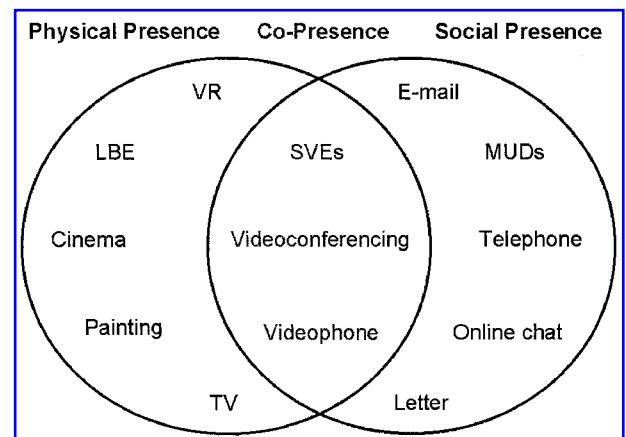 Physical Presence Co-Presence Social Presence
VR E-mail
LBE SVEs MUDs
Cinema Videoconferencing Telephone
Painting Videophone Online chat
TV Letter